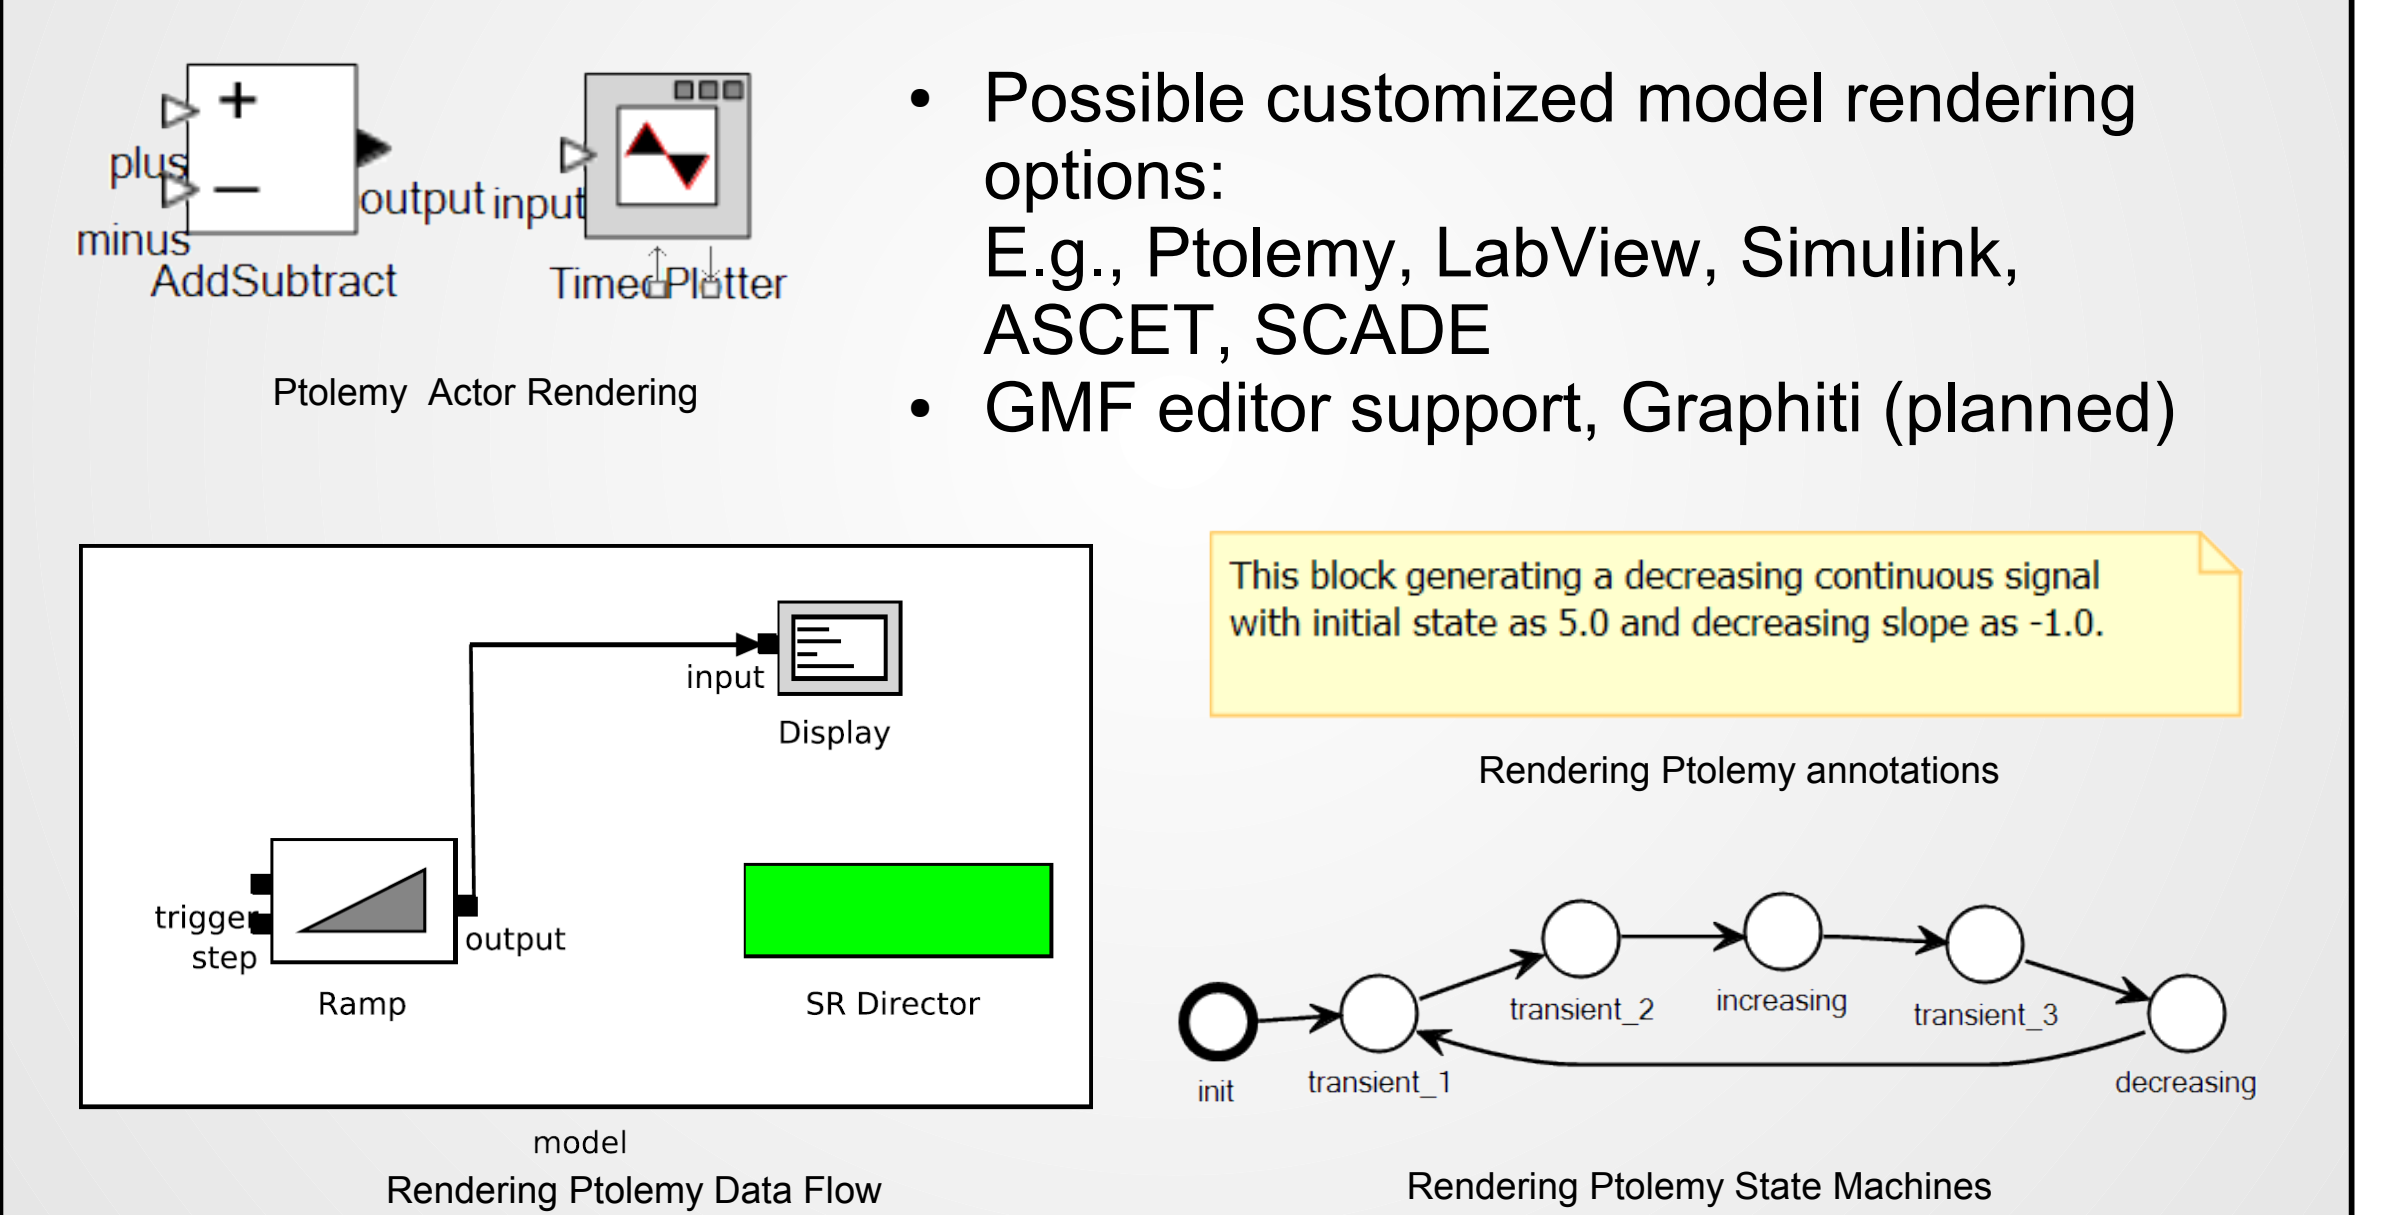 plus
minus
output
AddSubtract
input
TimedPlotter
Ptolemy  Actor Rendering
• Possible customized model rendering
options:
E.g., Ptolemy, LabView, Simulink,
ASCET, SCADE
• GMF editor support, Graphiti (planned)
input
Display
trigger
step
output
Ramp
SR Director
model
Rendering Ptolemy Data Flow
This block generating a decreasing continuous signal
with initial state as 5.0 and decreasing slope as -1.0.
Rendering Ptolemy annotations
init
transient_1
transient_2
increasing
transient_3
decreasing
Rendering Ptolemy State Machines